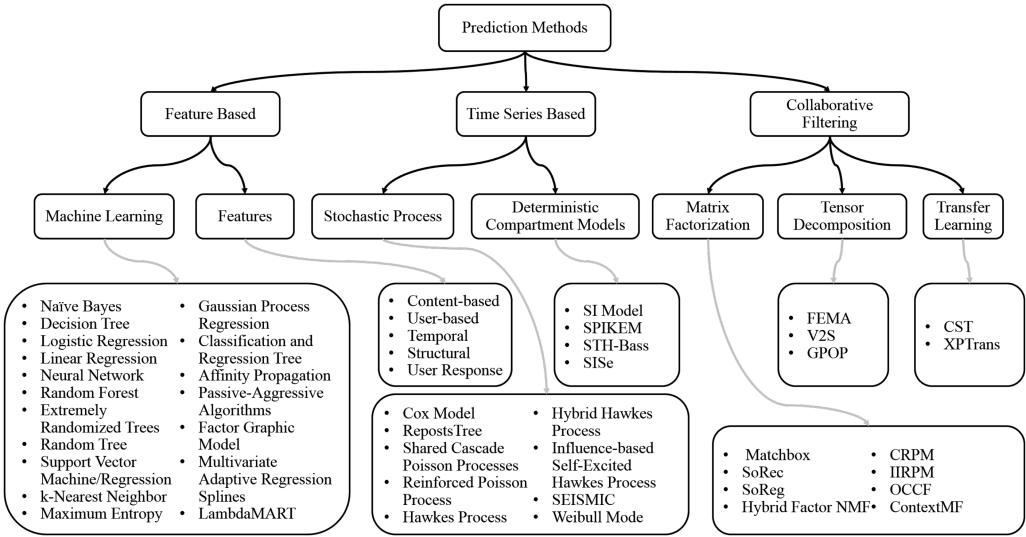 Prediction Methods
Feature Based
Time Series Based
Collaborative
Filtering
Machine Learning
Features
Stochastic Process
Deterministic
Compartment Models
Matrix
Factorization
Tensor
Decomposition
Transfer
Learning
• Naïve Bayes
• Decision Tree
• Logistic Regression
• Linear Regression
• Neural Network
• Random Forest
• Extremely
Randomized Trees
• Random Tree
• Support Vector
Machine/Regression
• k-Nearest Neighbor
• Maximum Entropy
• Gaussian Process
Regression
• Classification and
Regression Tree
• Affinity Propagation
• Passive-Aggressive
Algorithms
• Factor Graphic
Model
• Multivariate
Adaptive Regression
Splines
• LambdaMART
• Content-based
• User-based
• Temporal
• Structural
• User Response
• SI Model
• SPIKEM
• STH-Bass
• SISe
• FEMA
• V2S
• GPOP
• CST
• XPTrans
• Cox Model
• RepostsTree
• Shared Cascade
Poisson Processes
• Reinforced Poisson
Process
• Hawkes Process
• Hybrid Hawkes
Process
• Influence-based
Self-Excited
Hawkes Process
• SEISMIC
• Weibull Mode
• Matchbox
• SoRec
• SoReg
• Hybrid Factor NMF
• CRPM
• IIRPM
• OCCF
• ContextMF